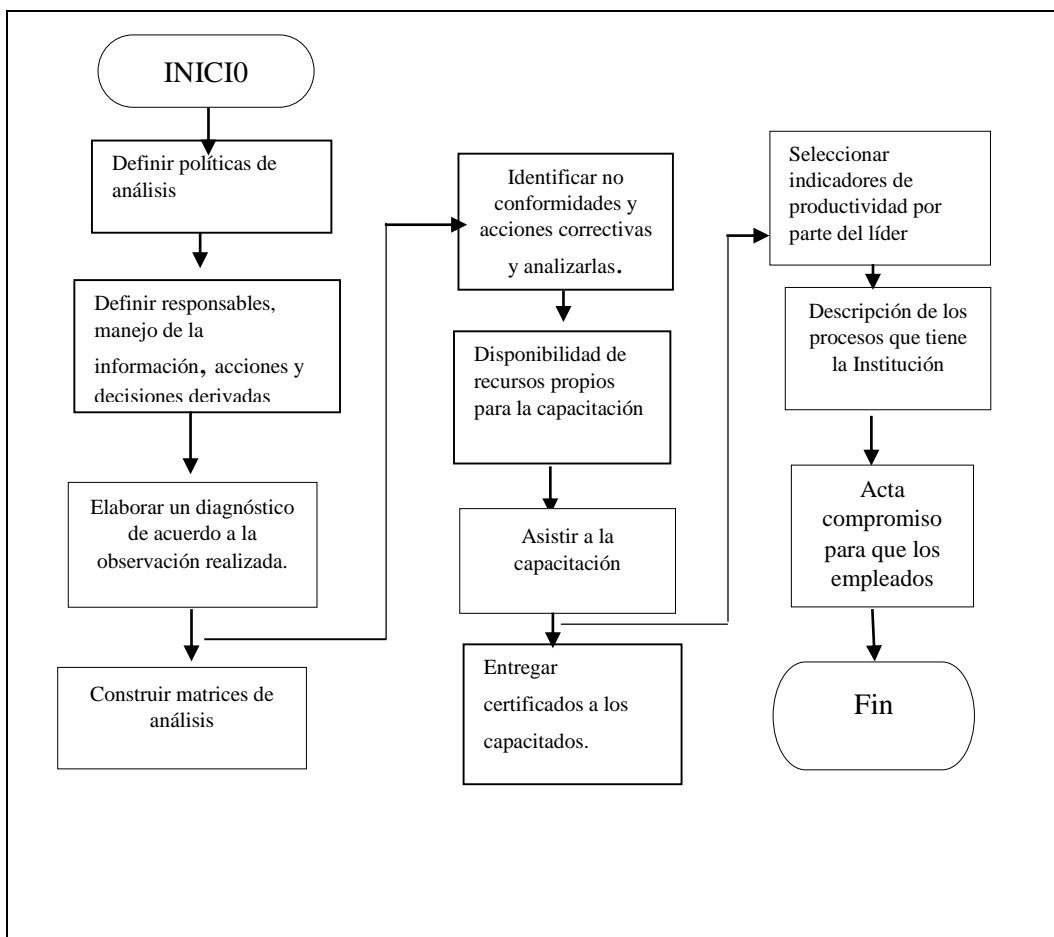 INICI0
Definir políticas de
análisis
Definir responsables,
manejo de la
información, acciones y
decisiones derivadas
Elaborar un diagnóstico
de acuerdo a la
observación realizada.
Construir matrices de
análisis
Identificar no
conformidades y
acciones correctivas
y analizarlas.
Disponibilidad de
recursos propios
para la capacitación
Asistir a la
capacitación
Entregar
certificados a los
capacitados.
Seleccionar
indicadores de
productividad por
parte del líder
Descripción de los
procesos que tiene
la Institución
Acta
compromiso
para que los
empleados
Fin